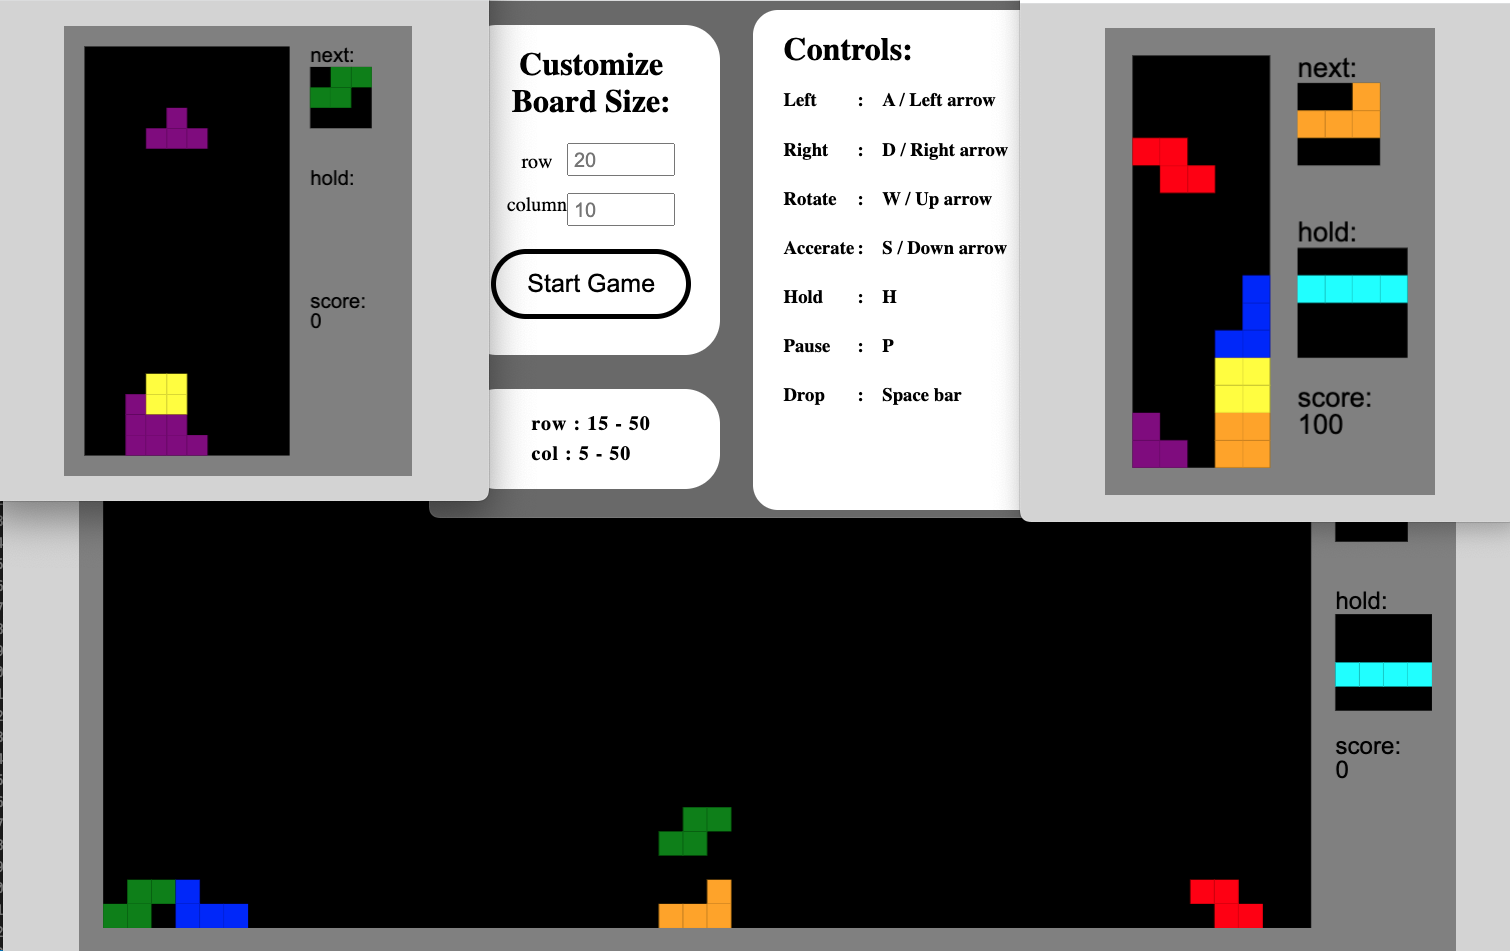 next:
hold:
score:
0
Customize
Board Size:
row 20
column 10
Start Game
row : 15 - 50
col : 5 - 50
Controls:
Left : A / Left arrow
Right : D / Right arrow
Rotate : W / Up arrow
Accerate : S / Down arrow
Hold : H
Pause : P
Drop : Space bar
next:
hold:
score:
100
hold:
score:
0